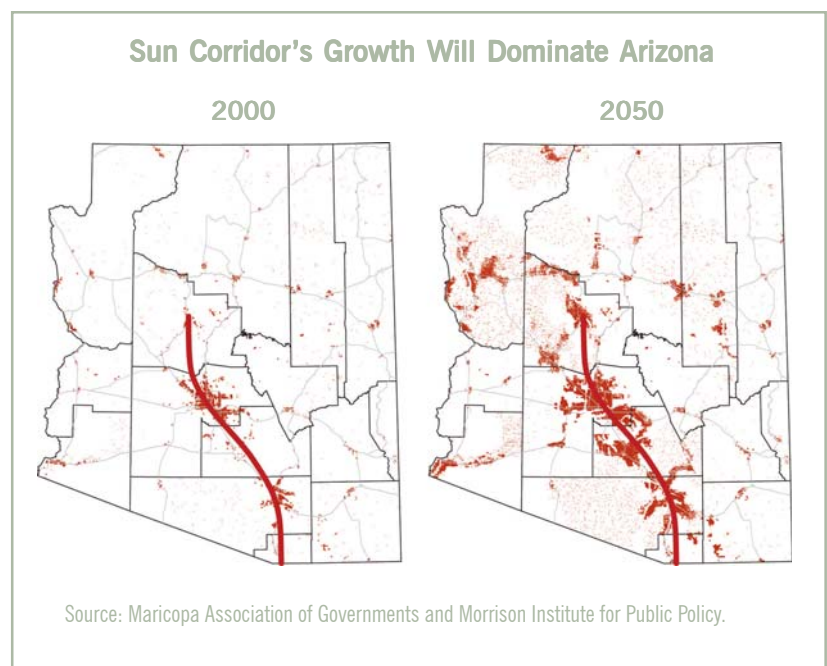 Sun Corridor's Growth Will Dominate Arizona
2000
2050
Source: Maricopa Association of Governments and Morrison Institute for Public Policy.